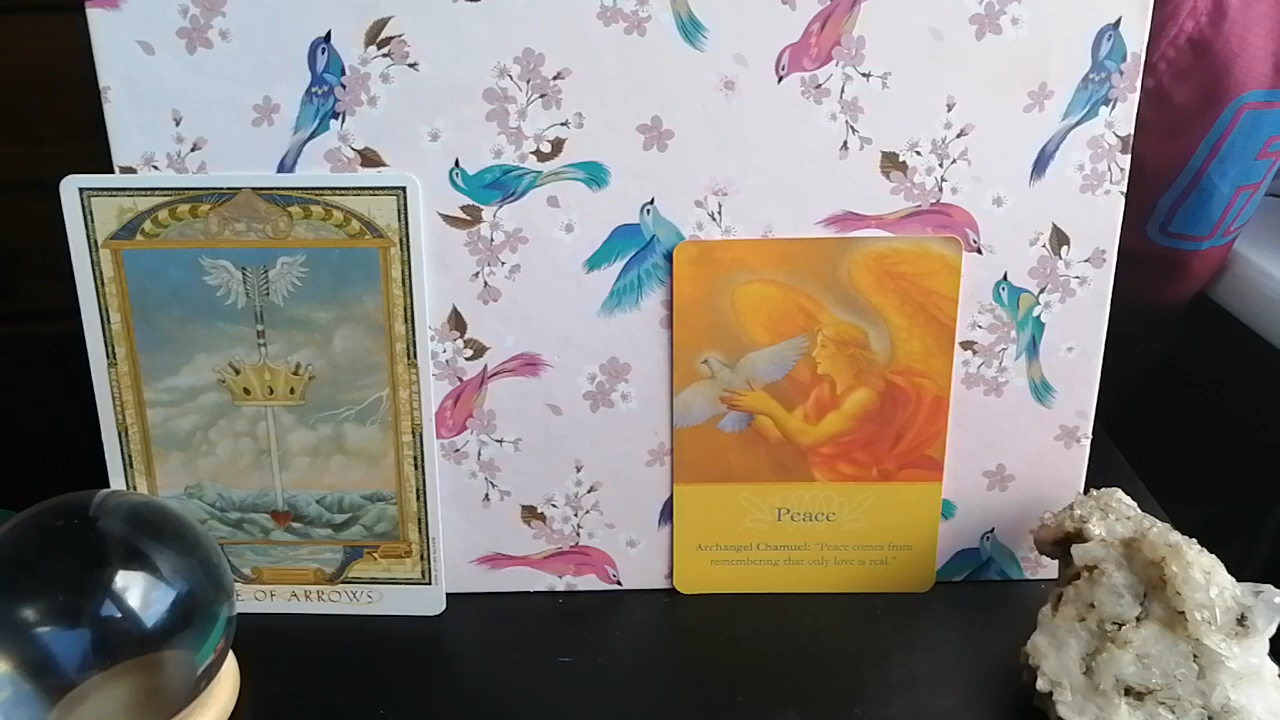 E OF ARROWS
Peace
Archangel Chamuel: "Peace comes from
remembering that only love is real."